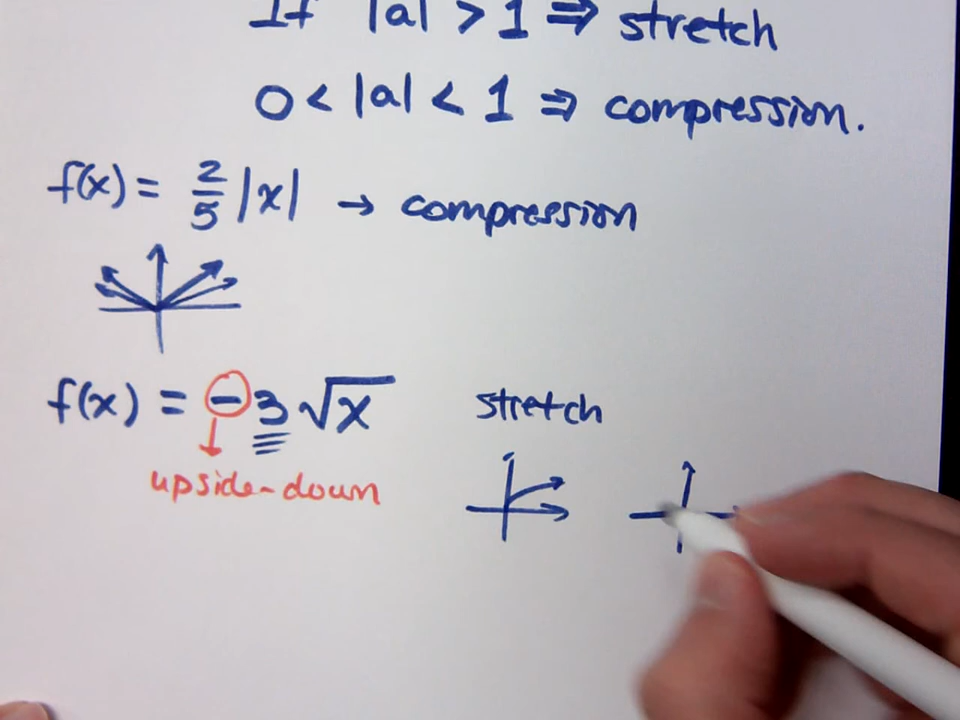 If |a| > 1 ⇒ stretch
0 < |a| < 1 ⇒ compression.
f(x) = 2/5 |x| → compression
f(x) = -3√x stretch
upside-down